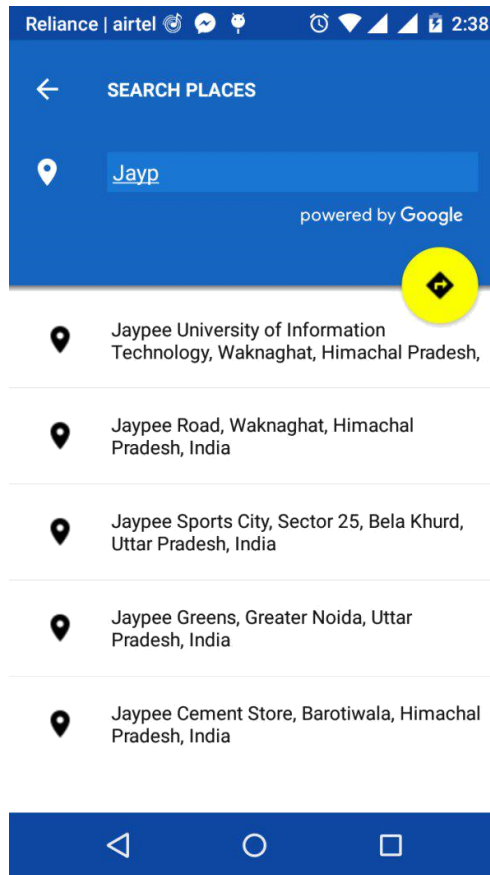 Reliance | airtel 2:38
SEARCH PLACES
Jayp
powered by Google
Jaypee University of Information
Technology, Waknaghat, Himachal Pradesh,
Jaypee Road, Waknaghat, Himachal
Pradesh, India
Jaypee Sports City, Sector 25, Bela Khurd,
Uttar Pradesh, India
Jaypee Greens, Greater Noida, Uttar
Pradesh, India
Jaypee Cement Store, Barotiwala, Himachal
Pradesh, India